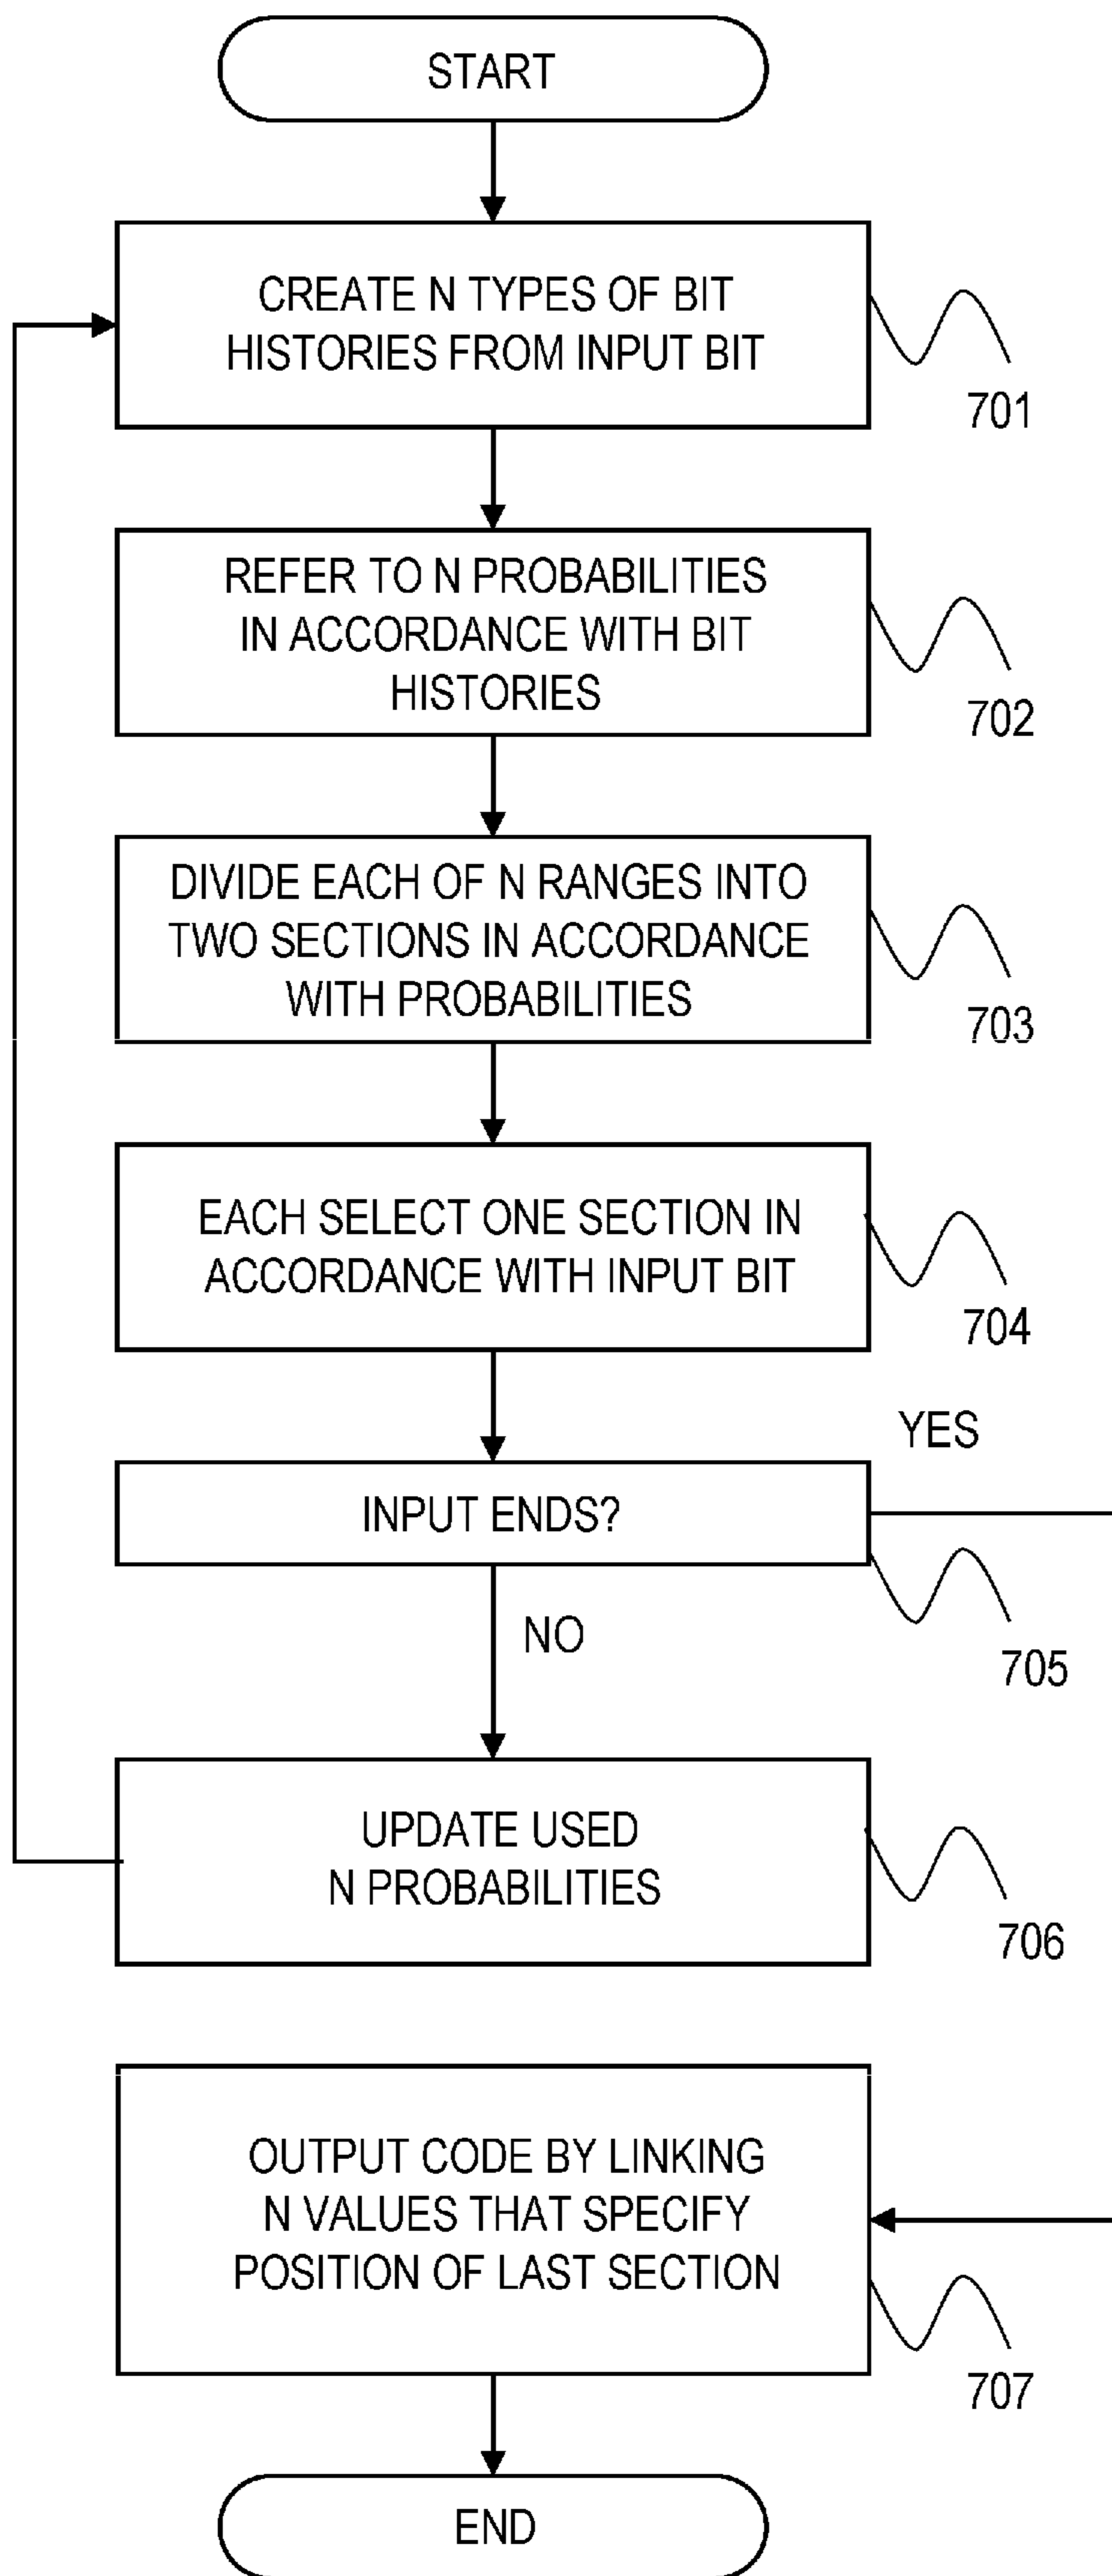 START
CREATE N TYPES OF BIT
HISTORIES FROM INPUT BIT
701
REFER TO N PROBABILITIES
IN ACCORDANCE WITH BIT
HISTORIES
702
DIVIDE EACH OF N RANGES INTO
TWO SECTIONS IN ACCORDANCE
WITH PROBABILITIES
703
EACH SELECT ONE SECTION IN
ACCORDANCE WITH INPUT BIT
704
YES
INPUT ENDS?
705
NO
UPDATE USED
N PROBABILITIES
706
OUTPUT CODE BY LINKING
N VALUES THAT SPECIFY
POSITION OF LAST SECTION
707
END